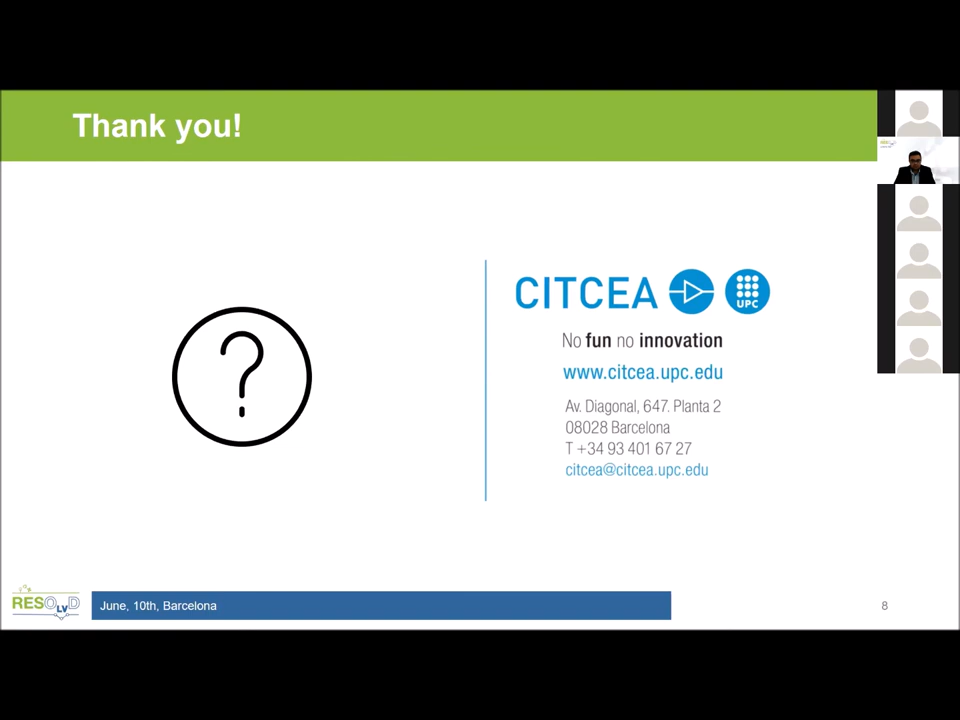 Thank you!
?
CITCEA
UPC
No fun no innovation
www.citcea.upc.edu
Av. Diagonal, 647. Planta 2
08028 Barcelona
T +34 93 401 67 27
citcea@citcea.upc.edu
RESOLVD
June, 10th, Barcelona
8